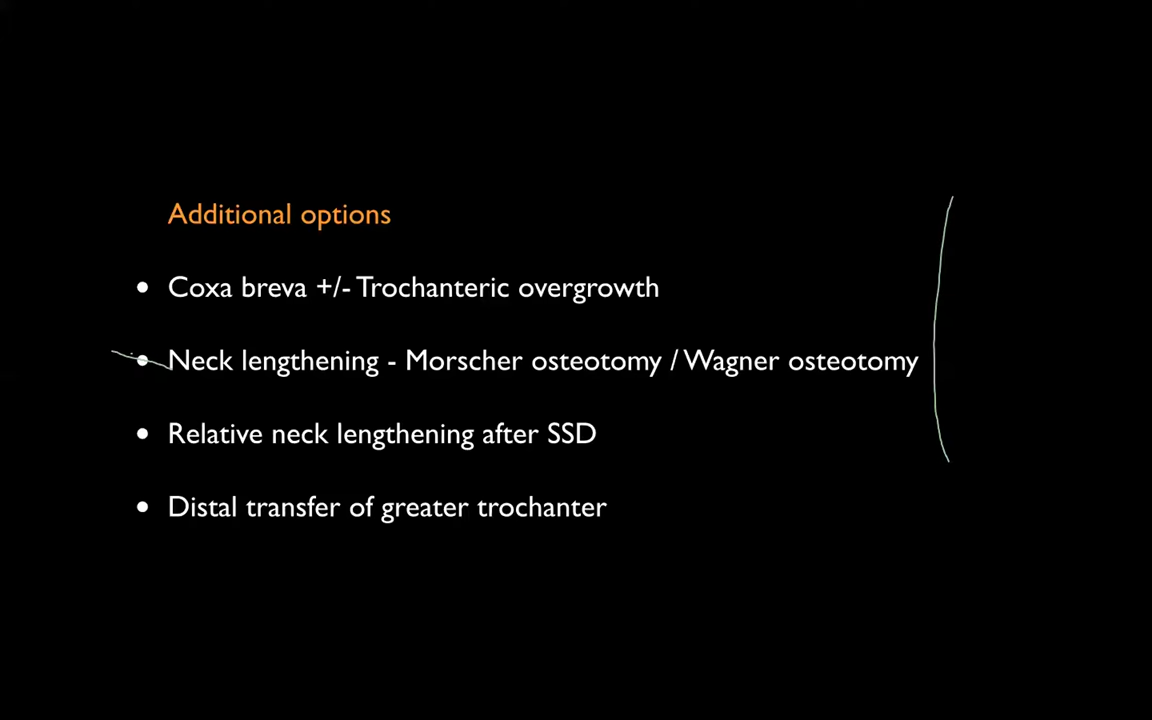 Additional options
• Coxa breva +/- Trochanteric overgrowth
• Neck lengthening - Morscher osteotomy / Wagner osteotomy
• Relative neck lengthening after SSD
• Distal transfer of greater trochanter